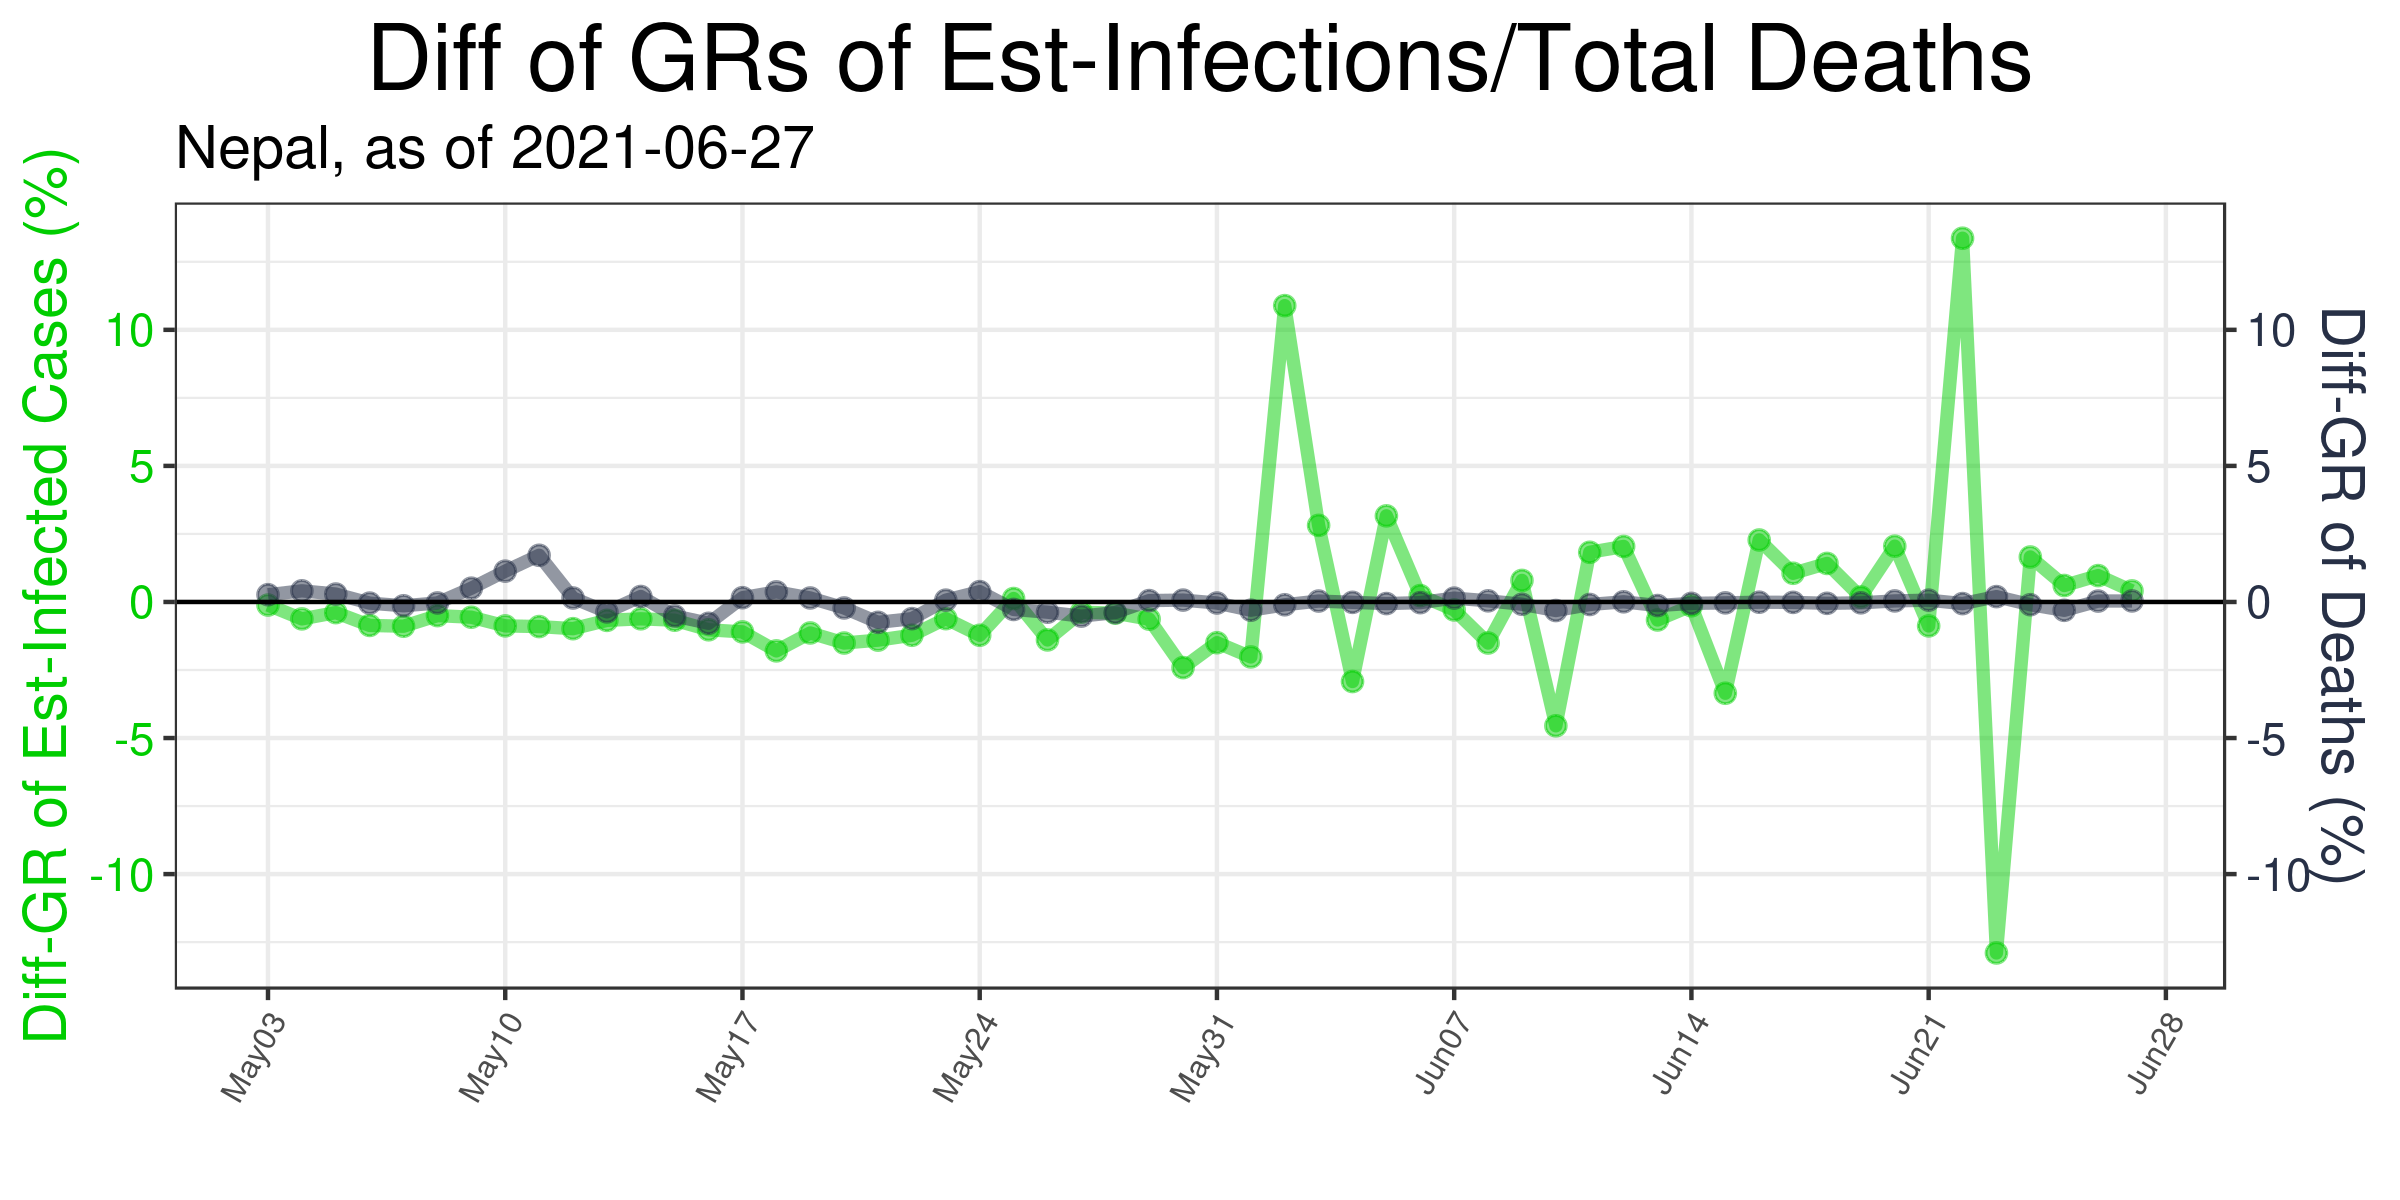 Diff of GRs of Est-Infections/Total Deaths
Nepal, as of 2021-06-27
Diff-GR of Est-Infected Cases (%)
10
5
0
-5
-10
10
5
0
-5
-10
Diff-GR of Deaths (%)
May03
May10
May17
May24
May31
Jun07
Jun14
Jun21
Jun28